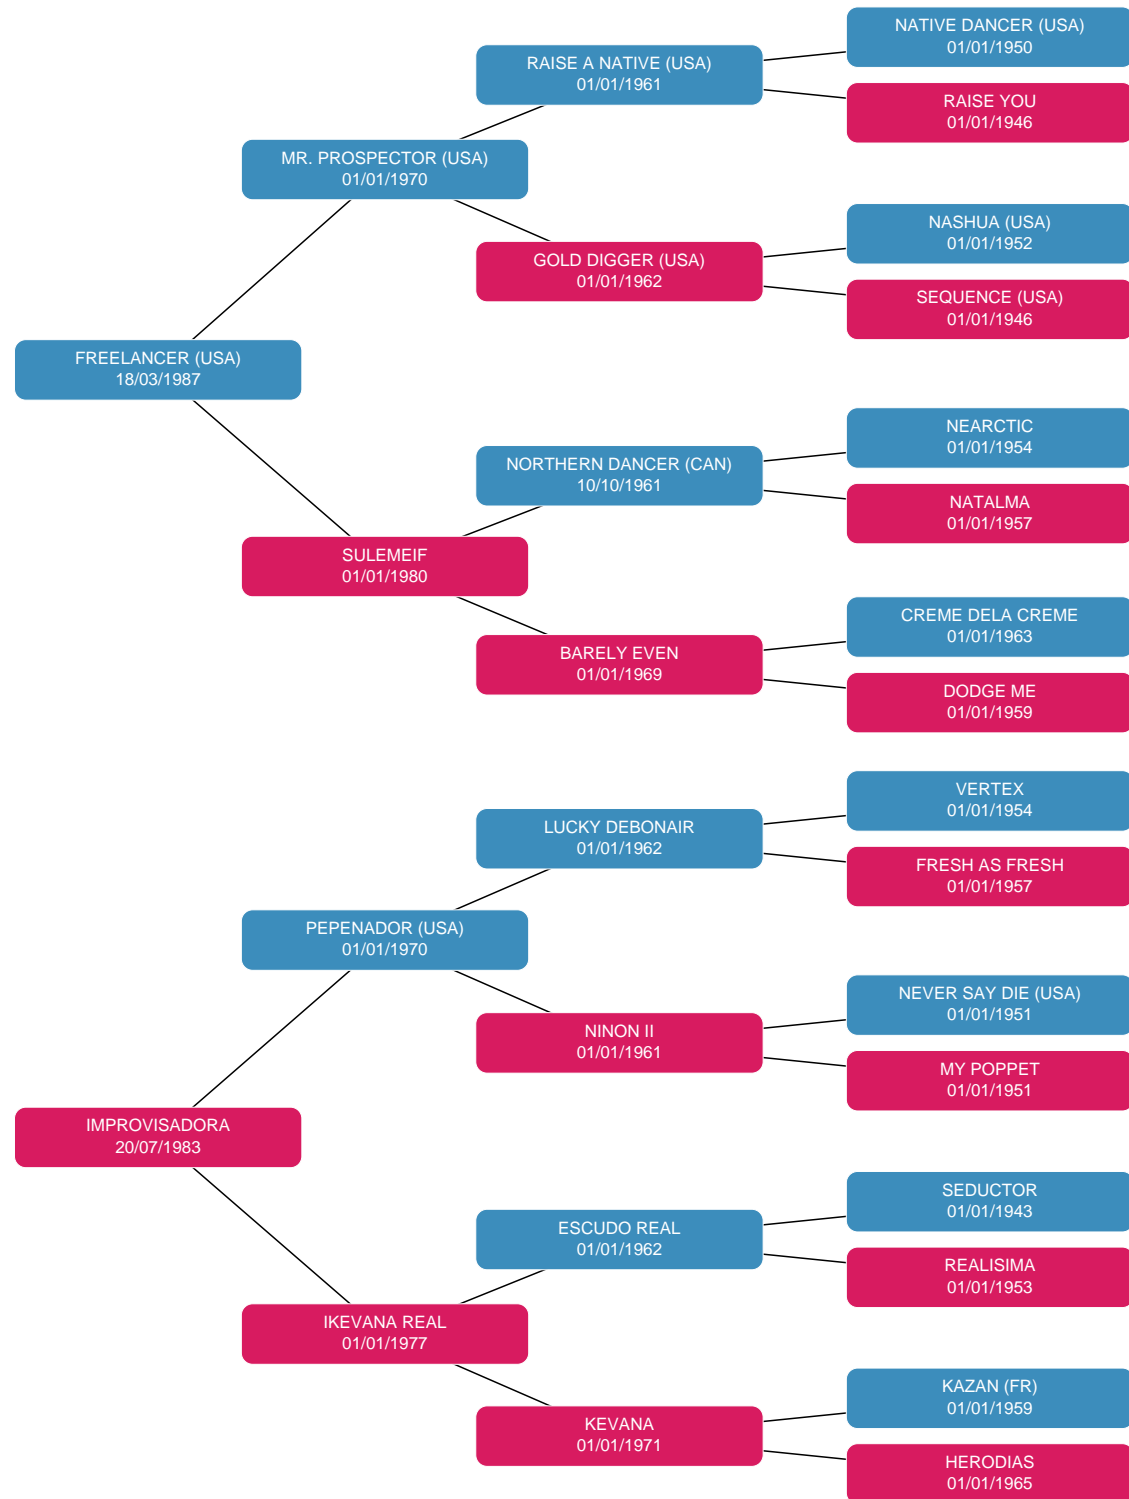 NATIVE DANCER (USA)
01/01/1950
RAISE A NATIVE (USA)
01/01/1961
RAISE YOU
01/01/1946
MR. PROSPECTOR (USA)
01/01/1970
NASHUA (USA)
01/01/1952
GOLD DIGGER (USA)
01/01/1962
SEQUENCE (USA)
01/01/1946
FREELANCER (USA)
18/03/1987
NEARCTIC
01/01/1954
NORTHERN DANCER (CAN)
10/10/1961
NATALMA
01/01/1957
SULEMEIF
01/01/1980
CREME DELA CREME
01/01/1963
BARELY EVEN
01/01/1969
DODGE ME
01/01/1959
VERTEX
01/01/1954
LUCKY DEBONAIR
01/01/1962
FRESH AS FRESH
01/01/1957
PEPENADOR (USA)
01/01/1970
NEVER SAY DIE (USA)
01/01/1951
NINON II
01/01/1961
MY POPPET
01/01/1951
IMPROVISADORA
20/07/1983
SEDUCTOR
01/01/1943
ESCUDO REAL
01/01/1962
REALISIMA
01/01/1953
IKEVANA REAL
01/01/1977
KAZAN (FR)
01/01/1959
KEVANA
01/01/1971
HERODIAS
01/01/1965